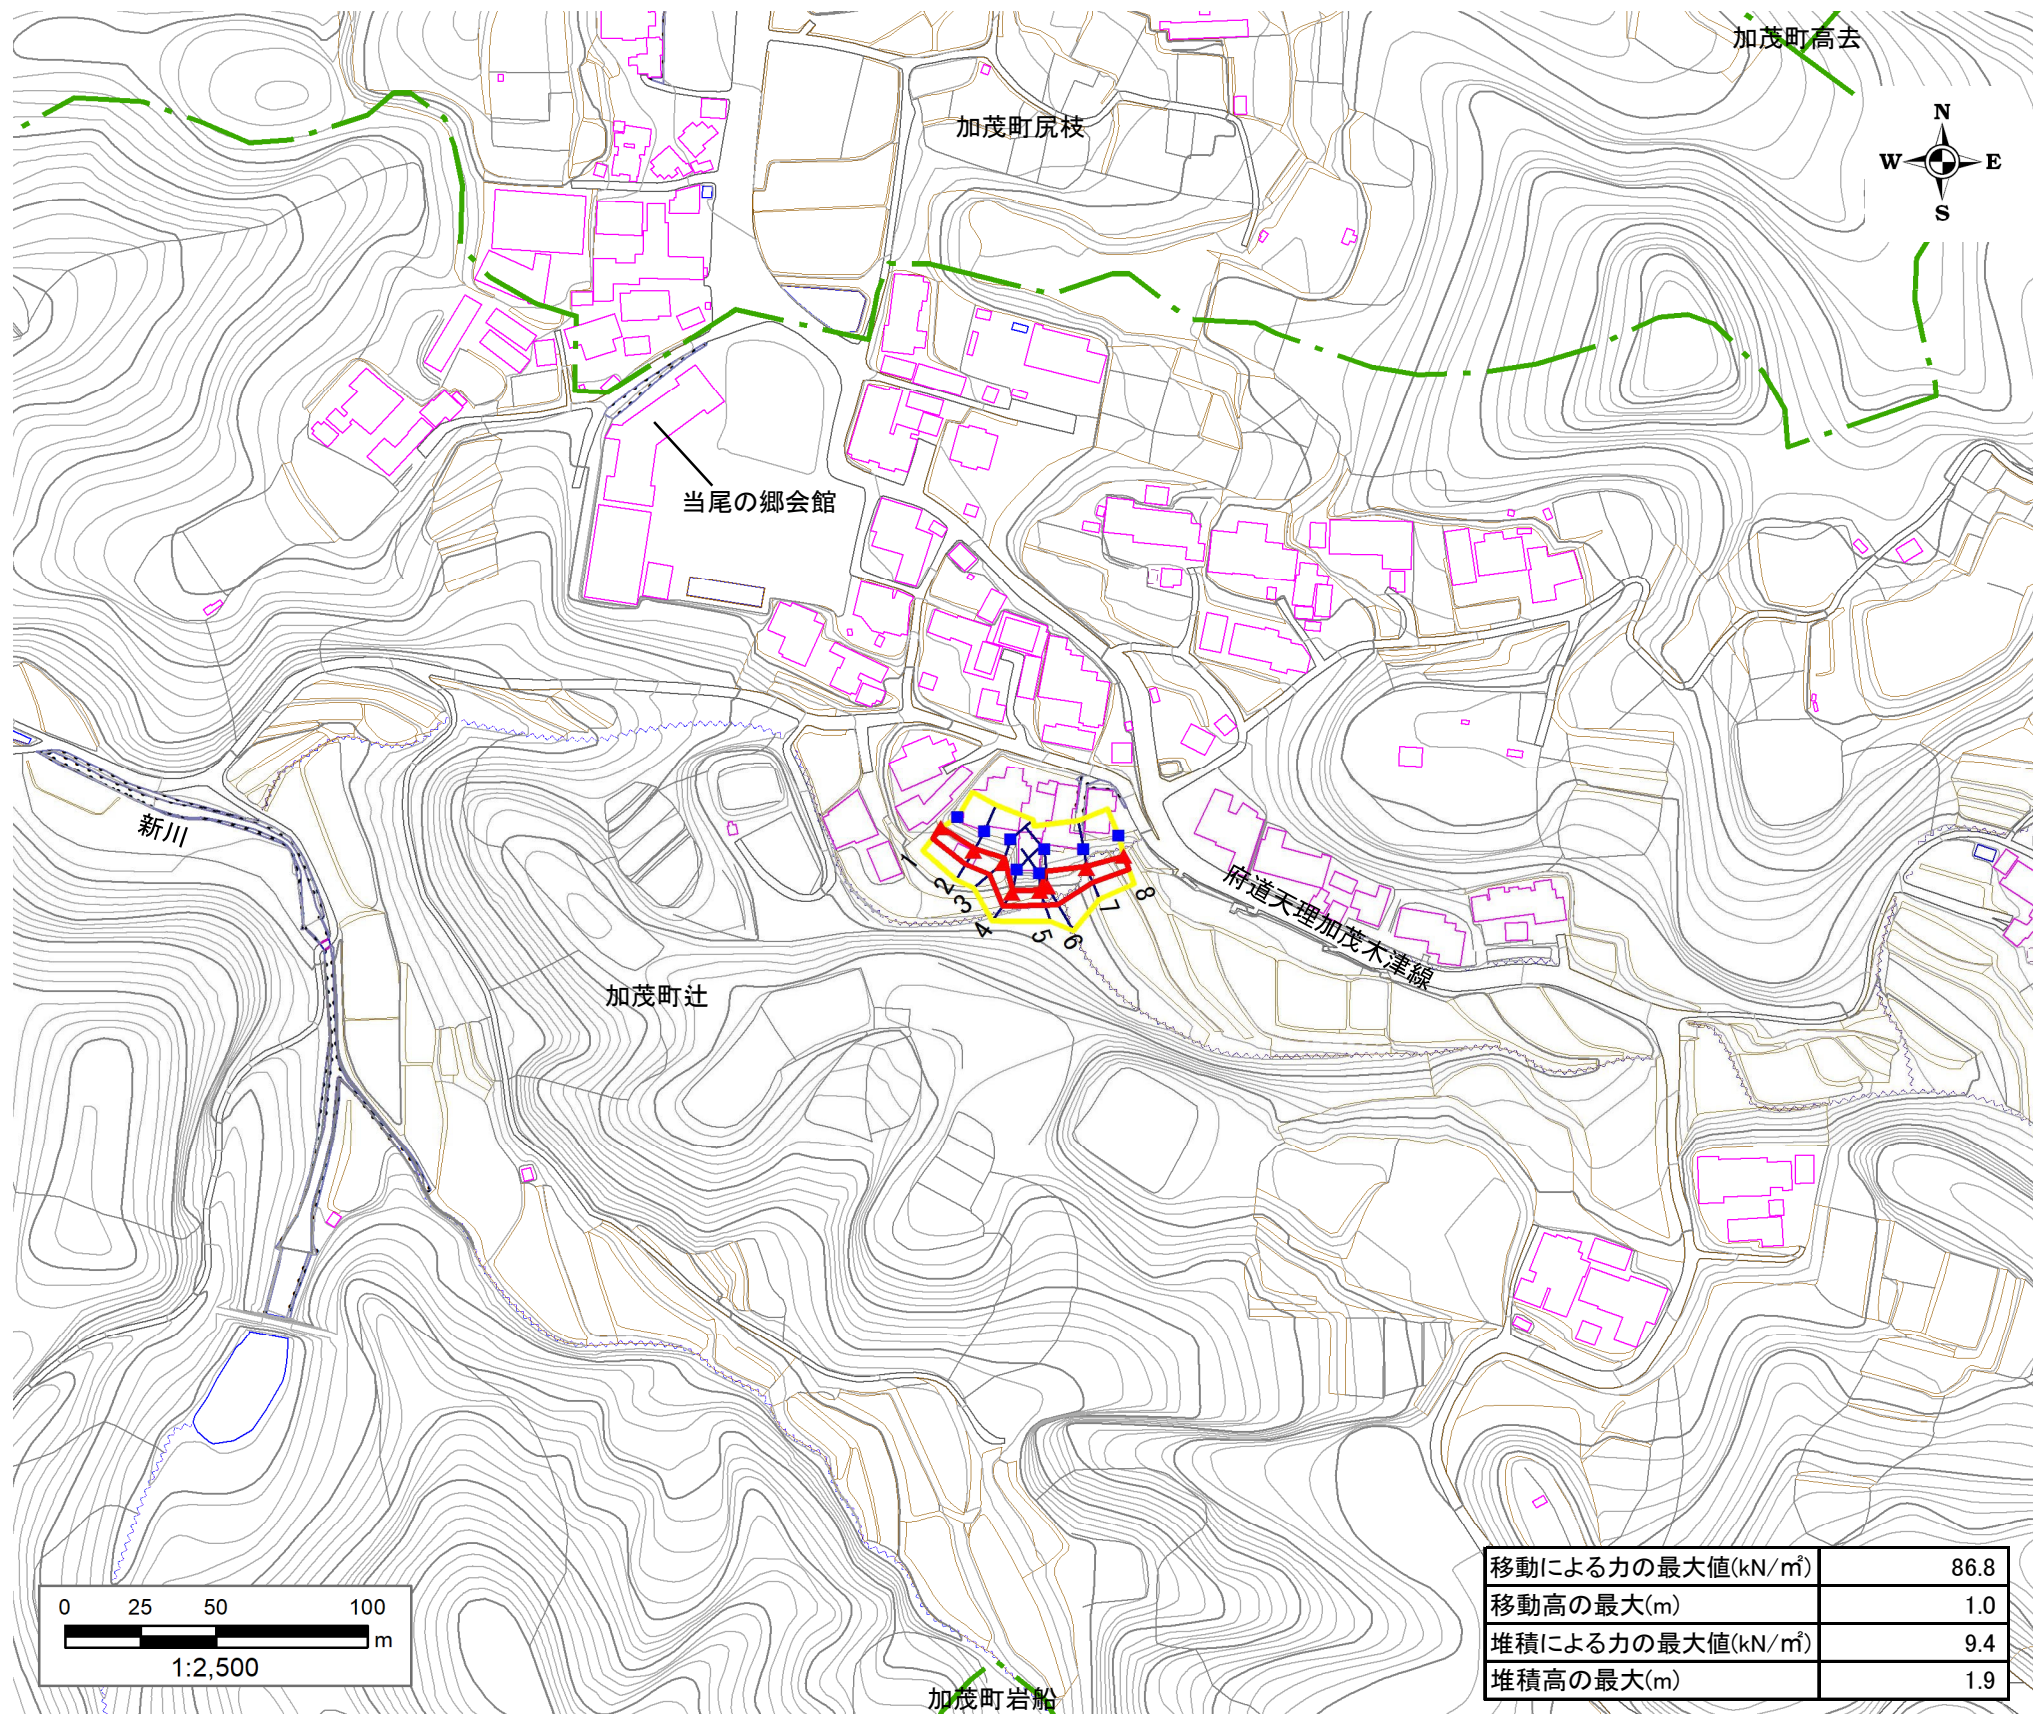 加茂町高去
N
W
E
S
加茂町尻枝
当尾の郷会館
新川
1
2
3
4
5
6
7
8
府道天理加茂木津線
加茂町辻
移動による力の最大値(kN/㎡) 86.8
移動高の最大(m) 1.0
堆積による力の最大値(kN/㎡) 9.4
堆積高の最大(m) 1.9
0 25 50 100
m
1:2,500
加茂町岩船